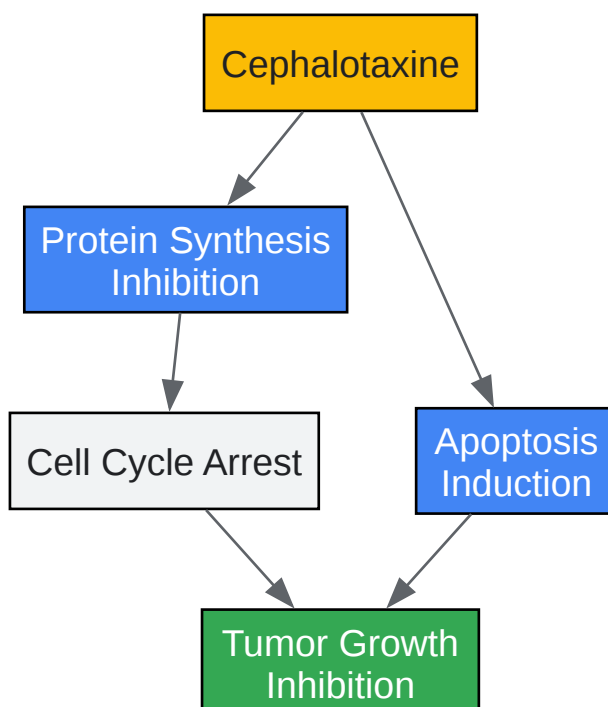 Cephalotaxine
Protein Synthesis
Inhibition
Cell Cycle Arrest
Apoptosis
Induction
Tumor Growth
Inhibition